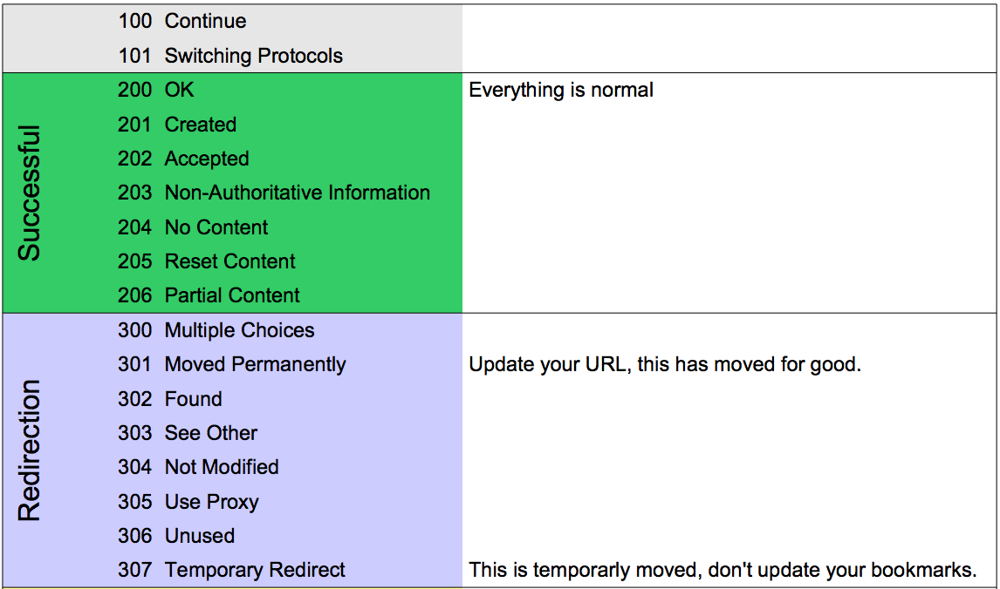 100 Continue
101 Switching Protocols
Successful
200 OK Everything is normal
201 Created
202 Accepted
203 Non-Authoritative Information
204 No Content
205 Reset Content
206 Partial Content
Redirection
300 Multiple Choices
301 Moved Permanently Update your URL, this has moved for good.
302 Found
303 See Other
304 Not Modified
305 Use Proxy
306 Unused
307 Temporary Redirect This is temporarly moved, don't update your bookmarks.